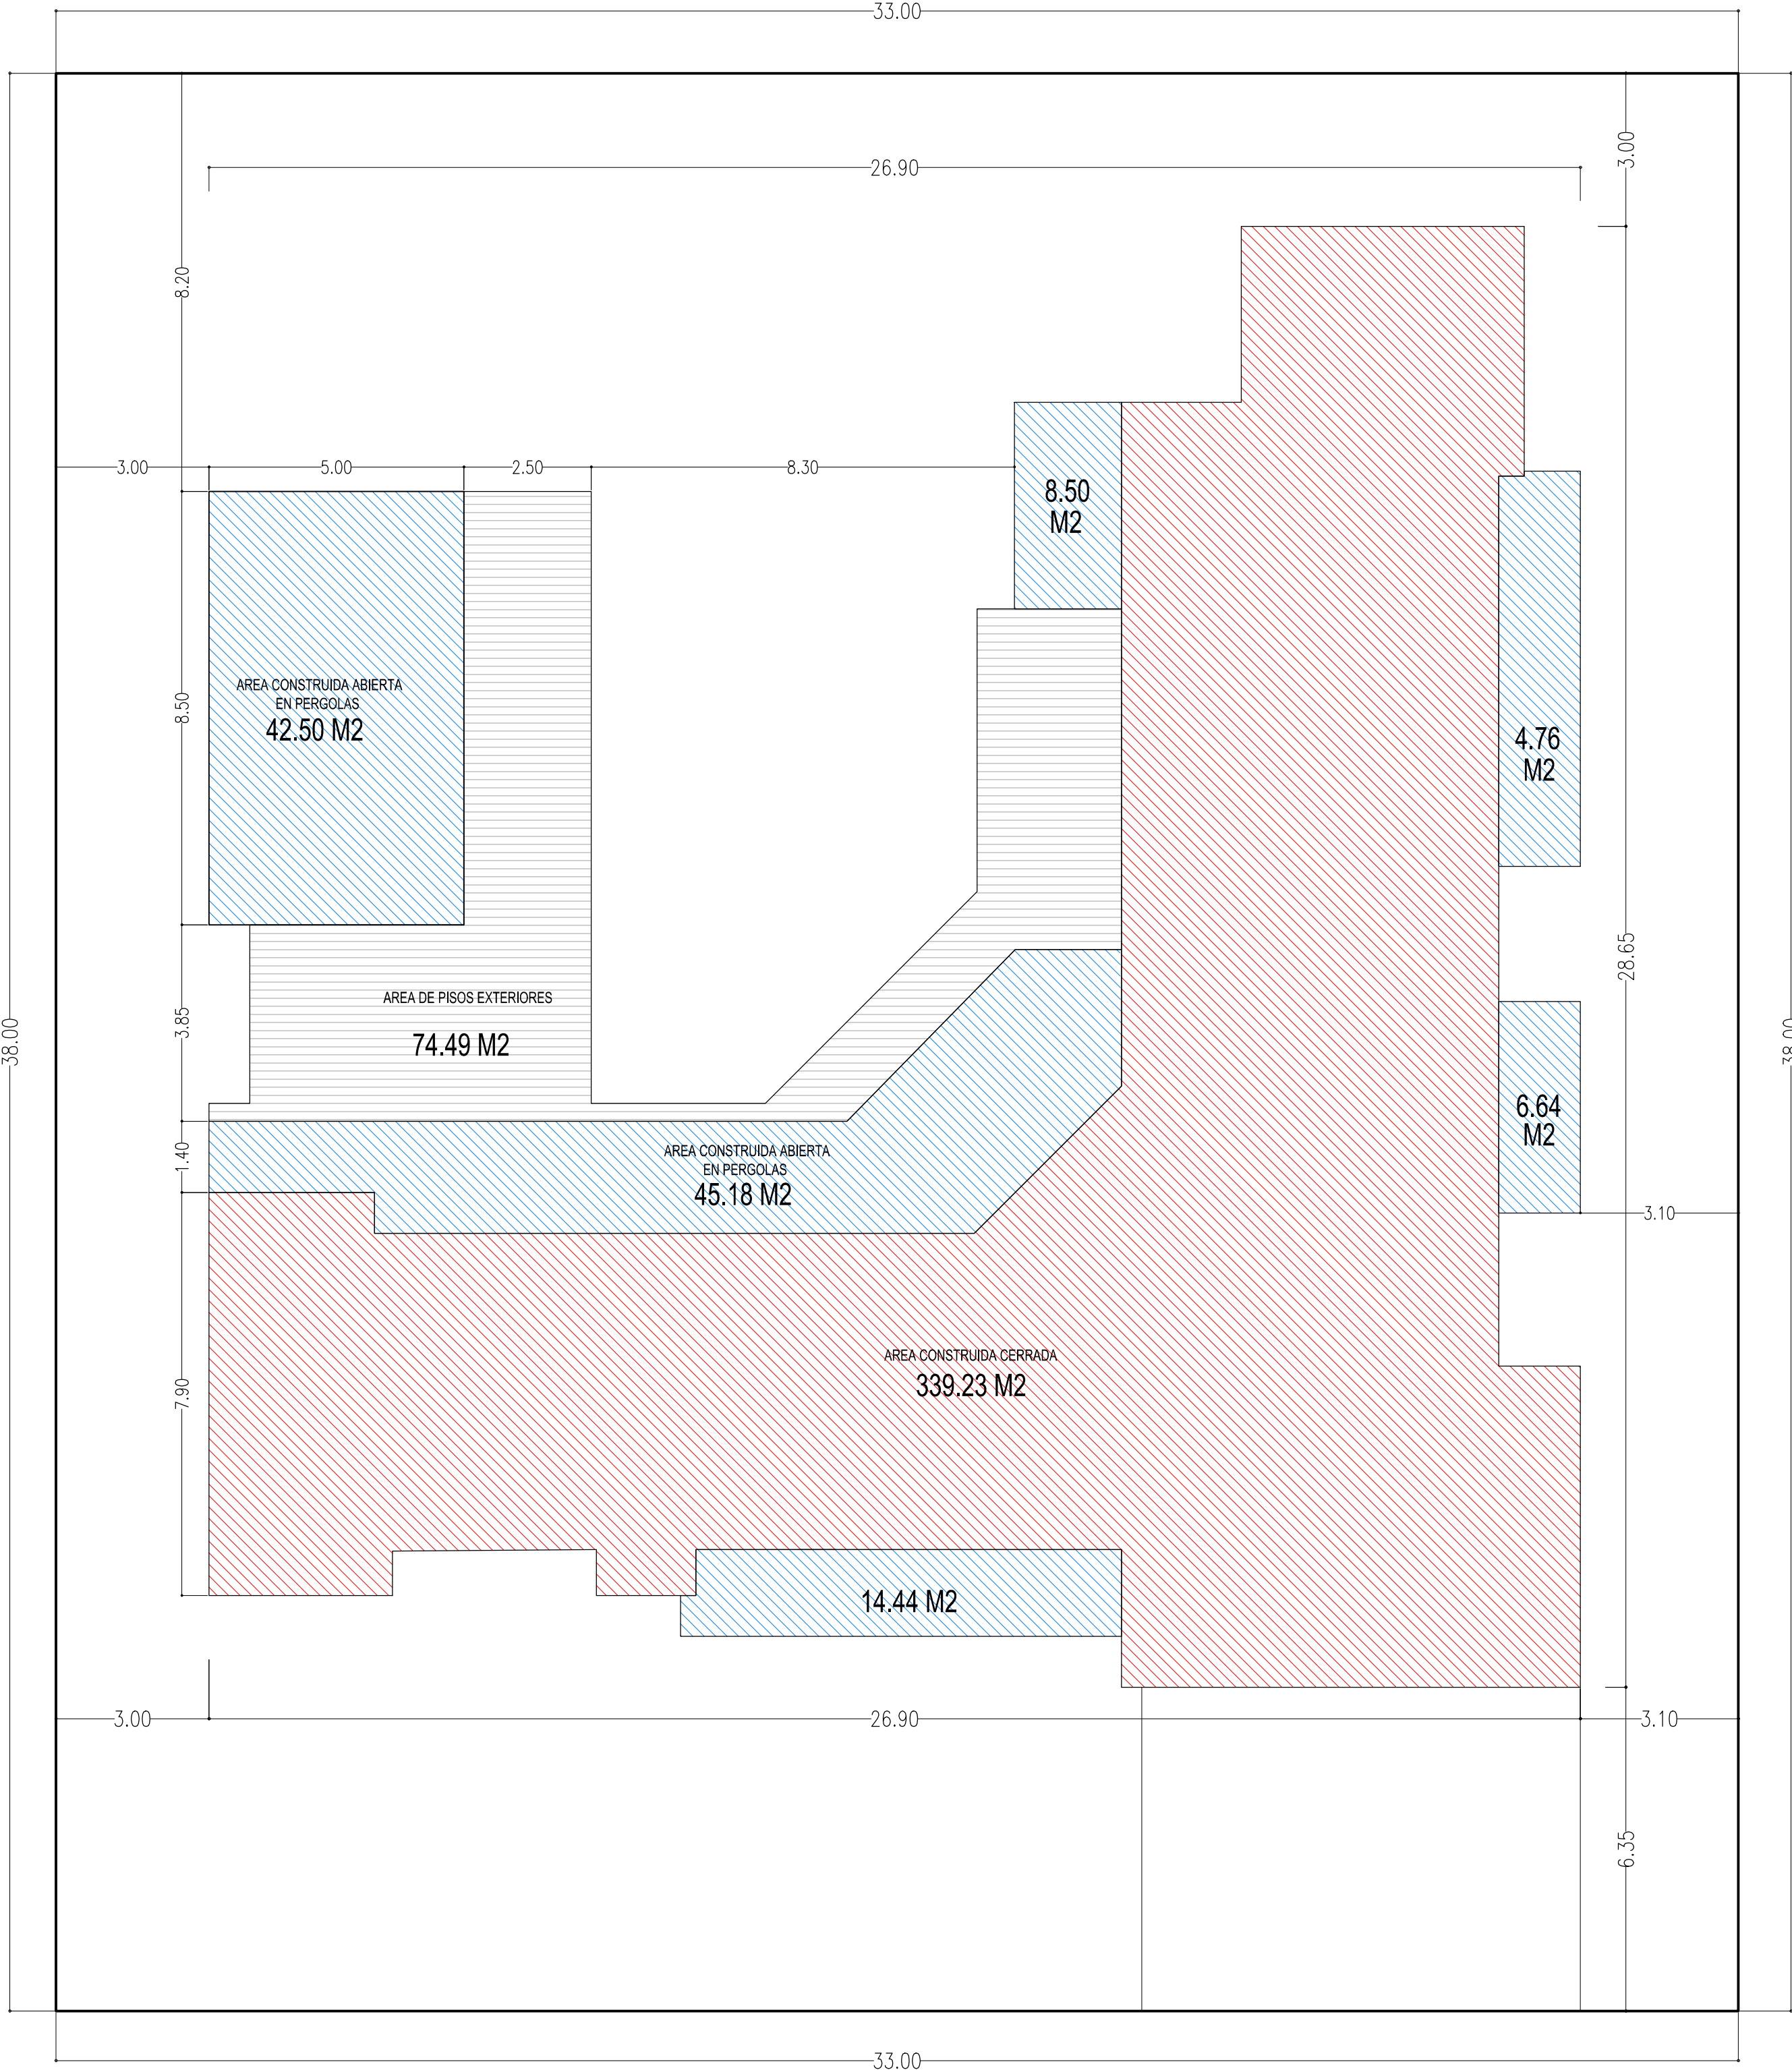 33.00
3.00
26.90
8.20
3.00
5.00
2.50
8.30
8.50
M2
AREA CONSTRUIDA ABIERTA
EN PERGOLAS
42.50 M2
8.50
4.76
M2
28.65
AREA DE PISOS EXTERIORES
74.49 M2
3.85
38.00
38.00
6.64
M2
1.40
AREA CONSTRUIDA ABIERTA
EN PERGOLAS
45.18 M2
3.10
AREA CONSTRUIDA CERRADA
339.23 M2
7.90
14.44 M2
3.00
26.90
3.10
6.35
33.00